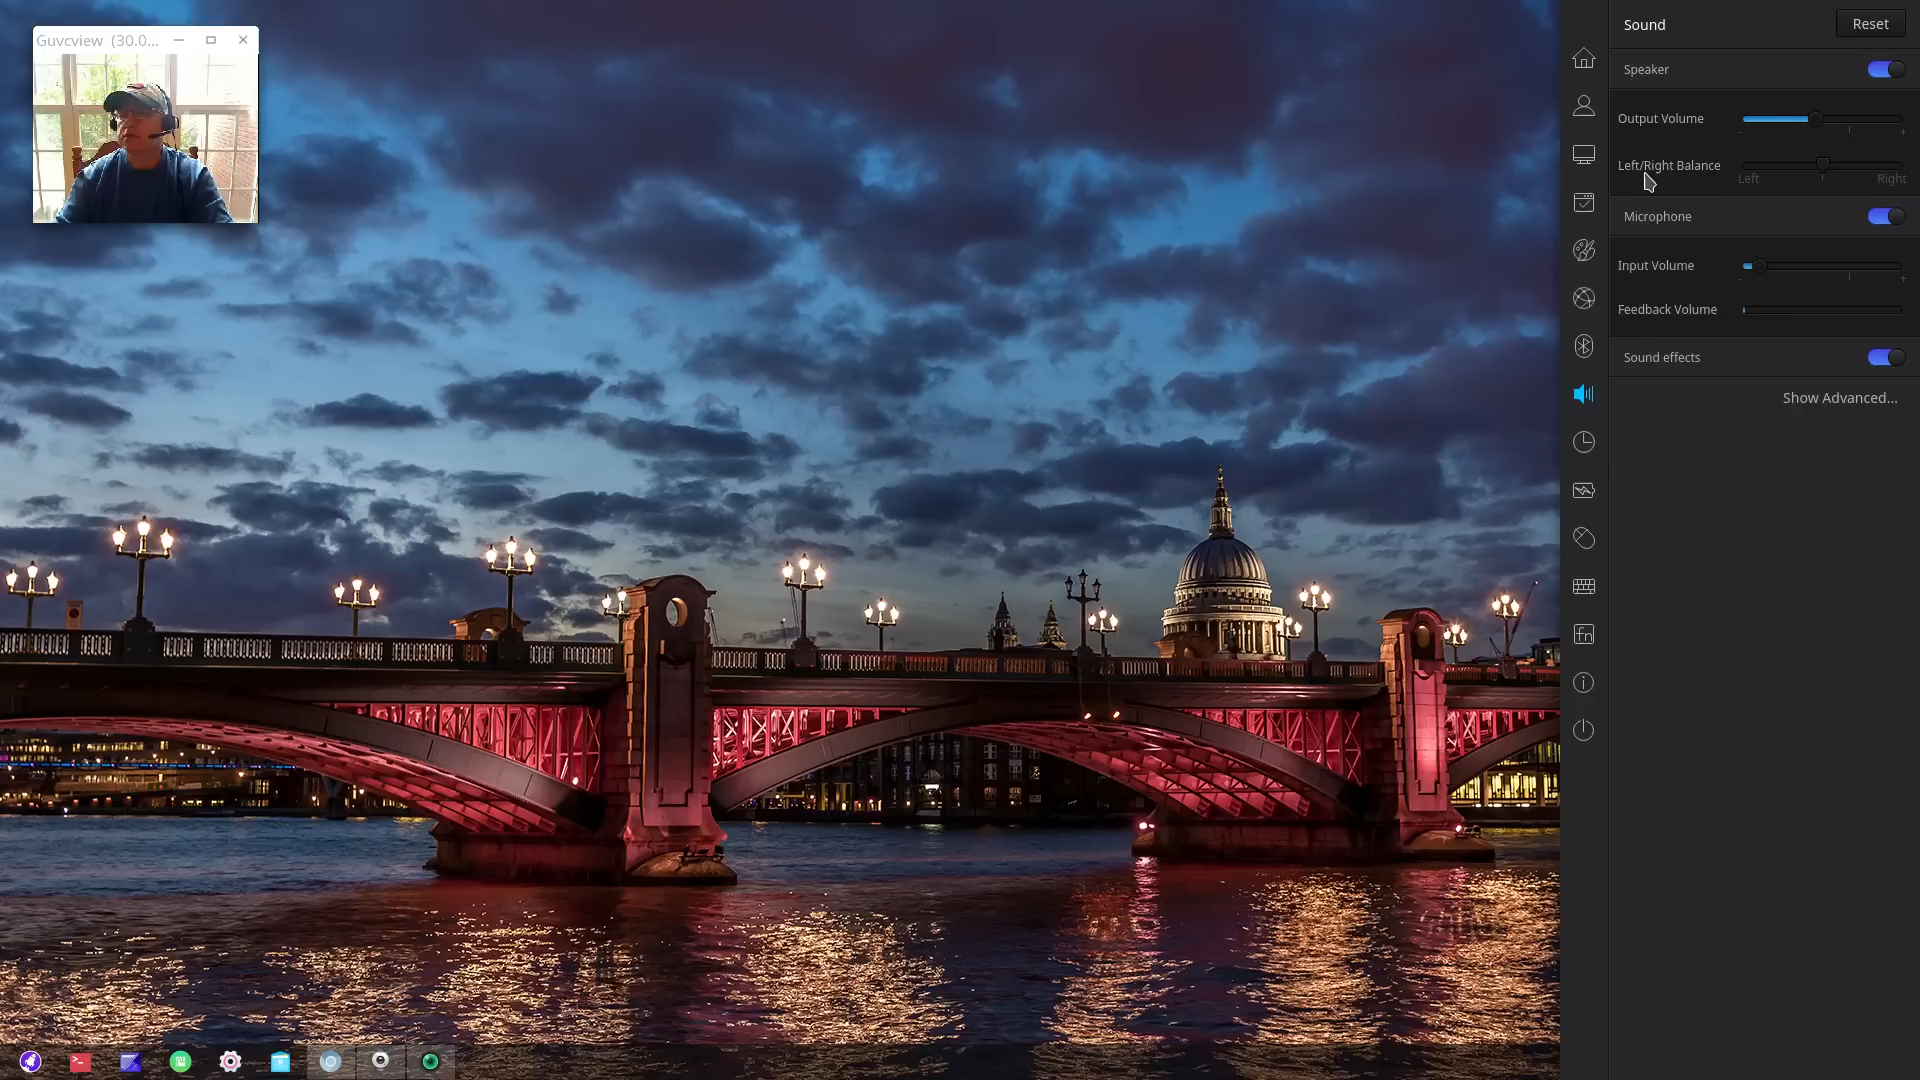 Guvcview (30.0...
Sound
Reset
Speaker
Output Volume
- +
Left/Right Balance
Left Right
Microphone
Input Volume
- +
Feedback Volume
Sound effects
Show Advanced...
fn